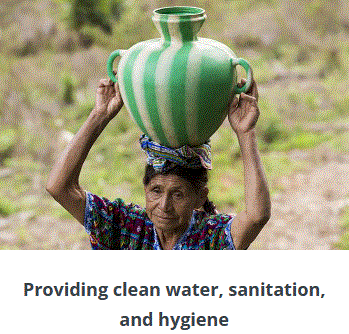 Providing clean water, sanitation,
and hygiene